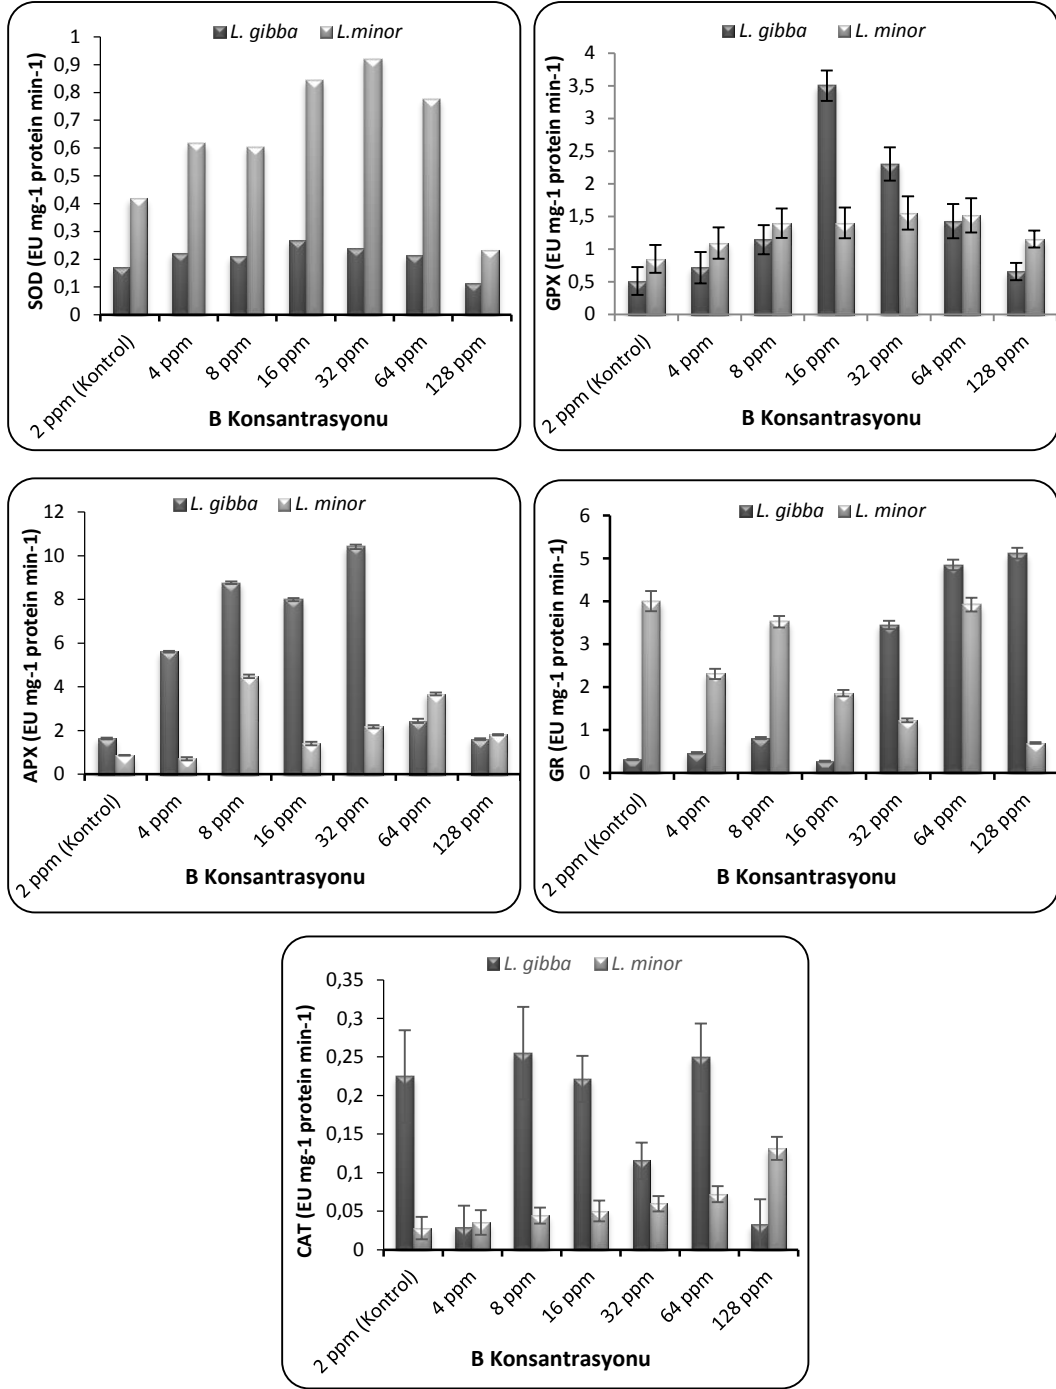 L. gibba L.minor
SOD (EU mg-1 protein min-1)
1
0,9
0,8
0,7
0,6
0,5
0,4
0,3
0,2
0,1
0
2 ppm (Kontrol)
4 ppm
8 ppm
16 ppm
32 ppm
64 ppm
128 ppm
B Konsantrasyonu
L. gibba L. minor
GPX (EU mg-1 protein min-1)
4
3,5
3
2,5
2
1,5
1
0,5
0
2 ppm (Kontrol)
4 ppm
8 ppm
16 ppm
32 ppm
64 ppm
128 ppm
B Konsantrasyonu
L. gibba L. minor
APX (EU mg-1 protein min-1)
12
10
8
6
4
2
0
2 ppm (Kontrol)
4 ppm
8 ppm
16 ppm
32 ppm
64 ppm
128 ppm
B Konsantrasyonu
L. gibba L. minor
GR (EU mg-1 protein min-1)
6
5
4
3
2
1
0
2 ppm (Kontrol)
4 ppm
8 ppm
16 ppm
32 ppm
64 ppm
128 ppm
B Konsantrasyonu
L. gibba L. minor
CAT (EU mg-1 protein min-1)
0,35
0,3
0,25
0,2
0,15
0,1
0,05
0
2 ppm (Kontrol)
4 ppm
8 ppm
16 ppm
32 ppm
64 ppm
128 ppm
B Konsantrasyonu